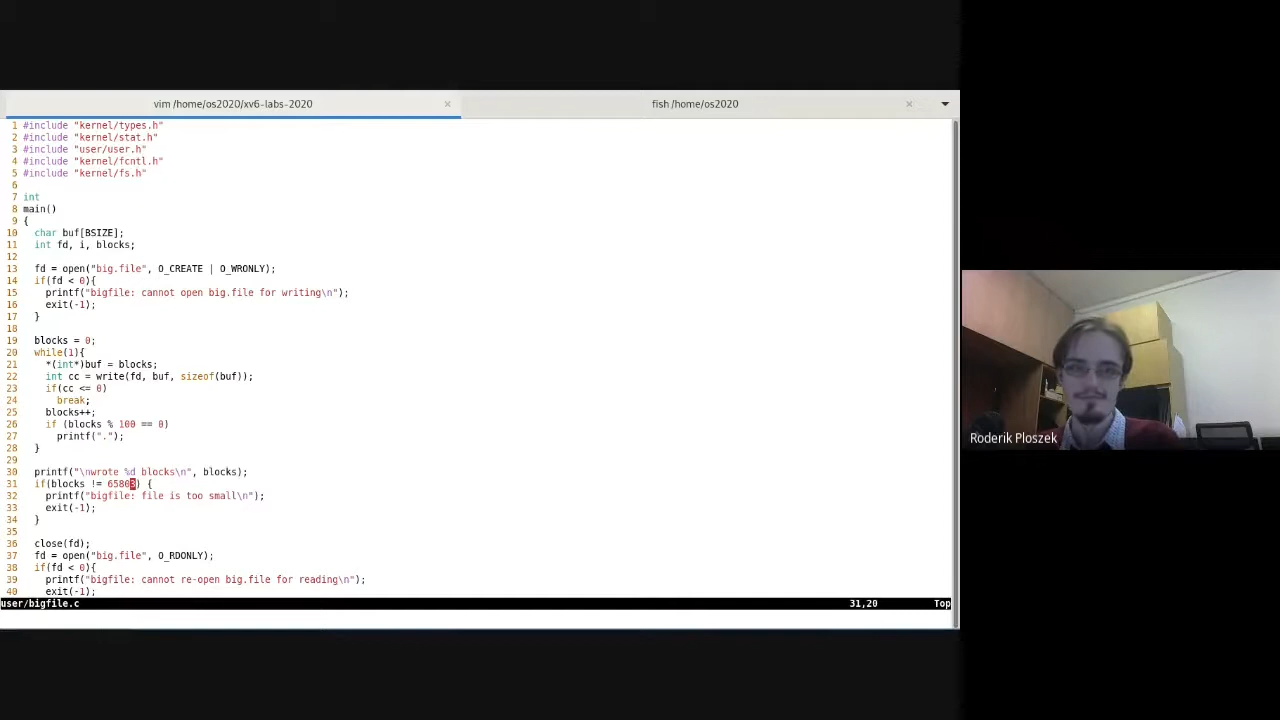 vim /home/os2020/xv6-labs-2020 × fish /home/os2020 ×
1 #include "kernel/types.h"
2 #include "kernel/stat.h"
3 #include "user/user.h"
4 #include "kernel/fcntl.h"
5 #include "kernel/fs.h"
6
7 int
8 main()
9 {
10   char buf[BSIZE];
11   int fd, i, blocks;
12
13   fd = open("big.file", O_CREATE | O_WRONLY);
14   if(fd < 0){
15     printf("bigfile: cannot open big.file for writing\n");
16     exit(-1);
17   }
18
19   blocks = 0;
20   while(1){
21     *(int*)buf = blocks;
22     int cc = write(fd, buf, sizeof(buf));
23     if(cc <= 0)
24       break;
25     blocks++;
26     if (blocks % 100 == 0)
27       printf(".");
28   }
29
30   printf("\nwrote %d blocks\n", blocks);
31   if(blocks != 65803) {
32     printf("bigfile: file is too small\n");
33     exit(-1);
34   }
35
36   close(fd);
37   fd = open("big.file", O_RDONLY);
38   if(fd < 0){
39     printf("bigfile: cannot re-open big.file for reading\n");
40     exit(-1);
user/bigfile.c 31,20 Top
Roderik Ploszek